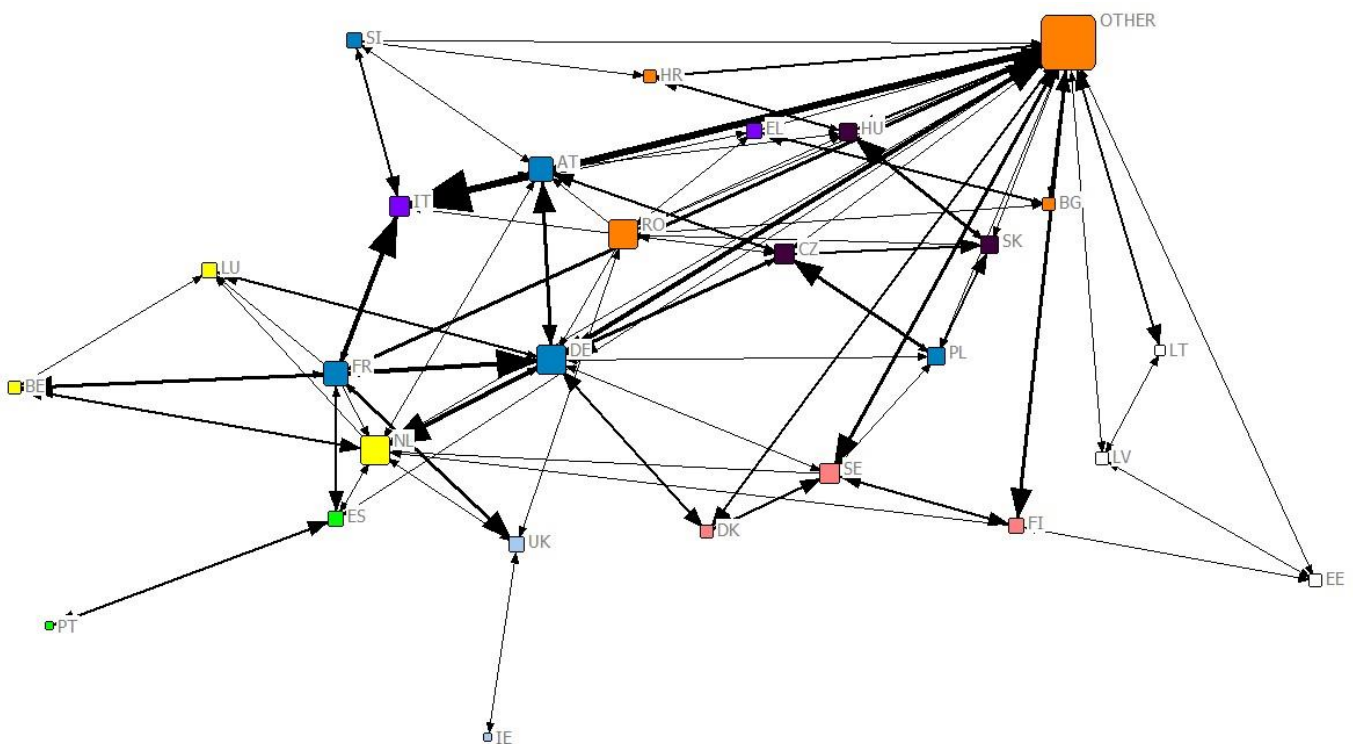 OTHER
SI
HR
EL
HU
AT
IT
BG
RO
SK
CZ
LU
DE
LT
PL
FR
BE
NL
LV
SE
ES
FI
DK
UK
EE
PT
IE